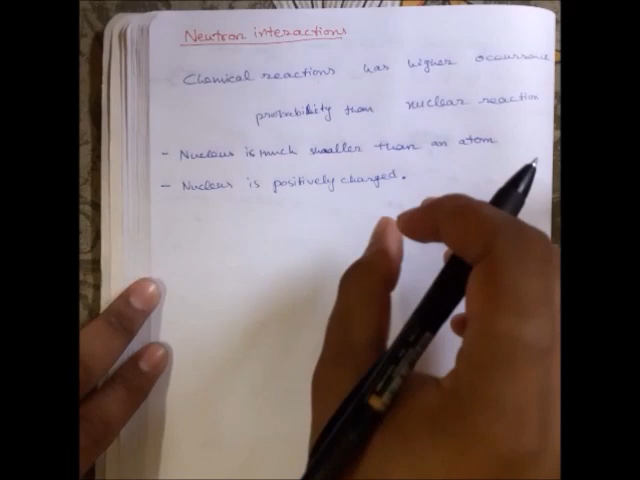 Neutron interactions
Chemical reactions has higher occurrence
probability than nuclear reaction
- Nucleus is much smaller than an atom
- Nucleus is positively charged.